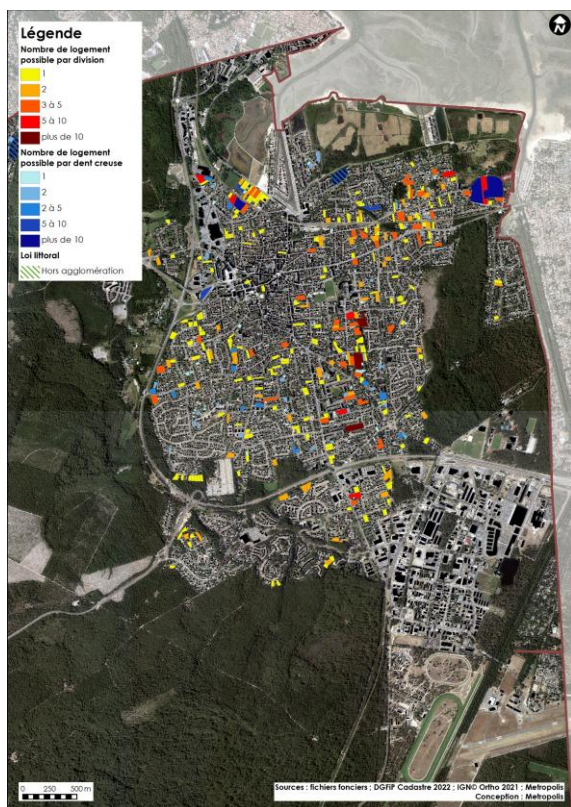 N
Légende
Nombre de logement
possible par division
1
2
3 à 5
5 à 10
plus de 10
Nombre de logement
possible par dent creuse
1
2
2 à 5
5 à 10
plus de 10
Loi littoral
Hors agglomération
0 250 500 m
Sources : fichiers fonciers ; DGFiP Cadastre 2022 ; IGN© Ortho 2021 ; Metropolis
Conception : Metropolis